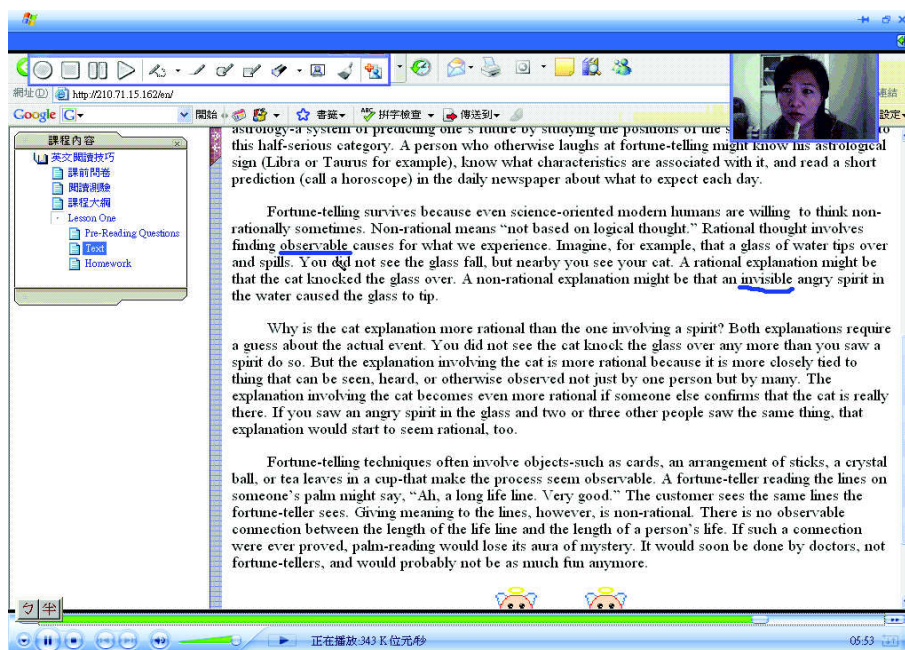 網址(D) http://210.71.15.162/en/ 連結
Google G 開始 書籤 ABC 拼字檢查 傳送到 設定
課程內容
英文閱讀技巧
課前問卷
閱讀測驗
課程大綱
Lesson One
Pre-Reading Questions
Text
Homework
astrology-a system of predicting one's future by studying the positions of the s to
this half-serious category. A person who otherwise laughs at fortune-telling might know his astrological
sign (Libra or Taurus for example), know what characteristics are associated with it, and read a short
prediction (call a horoscope) in the daily newspaper about what to expect each day.
Fortune-telling survives because even science-oriented modern humans are willing to think non-
rationally sometimes. Non-rational means "not based on logical thought." Rational thought involves
finding observable causes for what we experience. Imagine, for example, that a glass of water tips over
and spills. You did not see the glass fall, but nearby you see your cat. A rational explanation might be
that the cat knocked the glass over. A non-rational explanation might be that an invisible angry spirit in
the water caused the glass to tip.
Why is the cat explanation more rational than the one involving a spirit? Both explanations require
a guess about the actual event. You did not see the cat knock the glass over any more than you saw a
spirit do so. But the explanation involving the cat is more rational because it is more closely tied to
thing that can be seen, heard, or otherwise observed not just by one person but by many. The
explanation involving the cat becomes even more rational if someone else confirms that the cat is really
there. If you saw an angry spirit in the glass and two or three other people saw the same thing, that
explanation would start to seem rational, too.
Fortune-telling techniques often involve objects-such as cards, an arrangement of sticks, a crystal
ball, or tea leaves in a cup-that make the process seem observable. A fortune-teller reading the lines on
someone's palm might say, "Ah, a long life line. Very good." The customer sees the same lines the
fortune-teller sees. Giving meaning to the lines, however, is non-rational. There is no observable
connection between the length of the life line and the length of a person's life. If such a connection
were ever proved, palm-reading would lose its aura of mystery. It would soon be done by doctors, not
fortune-tellers, and would probably not be as much fun anymore.
ㄅ 半
正在播放:343 K 位元/秒 05:53